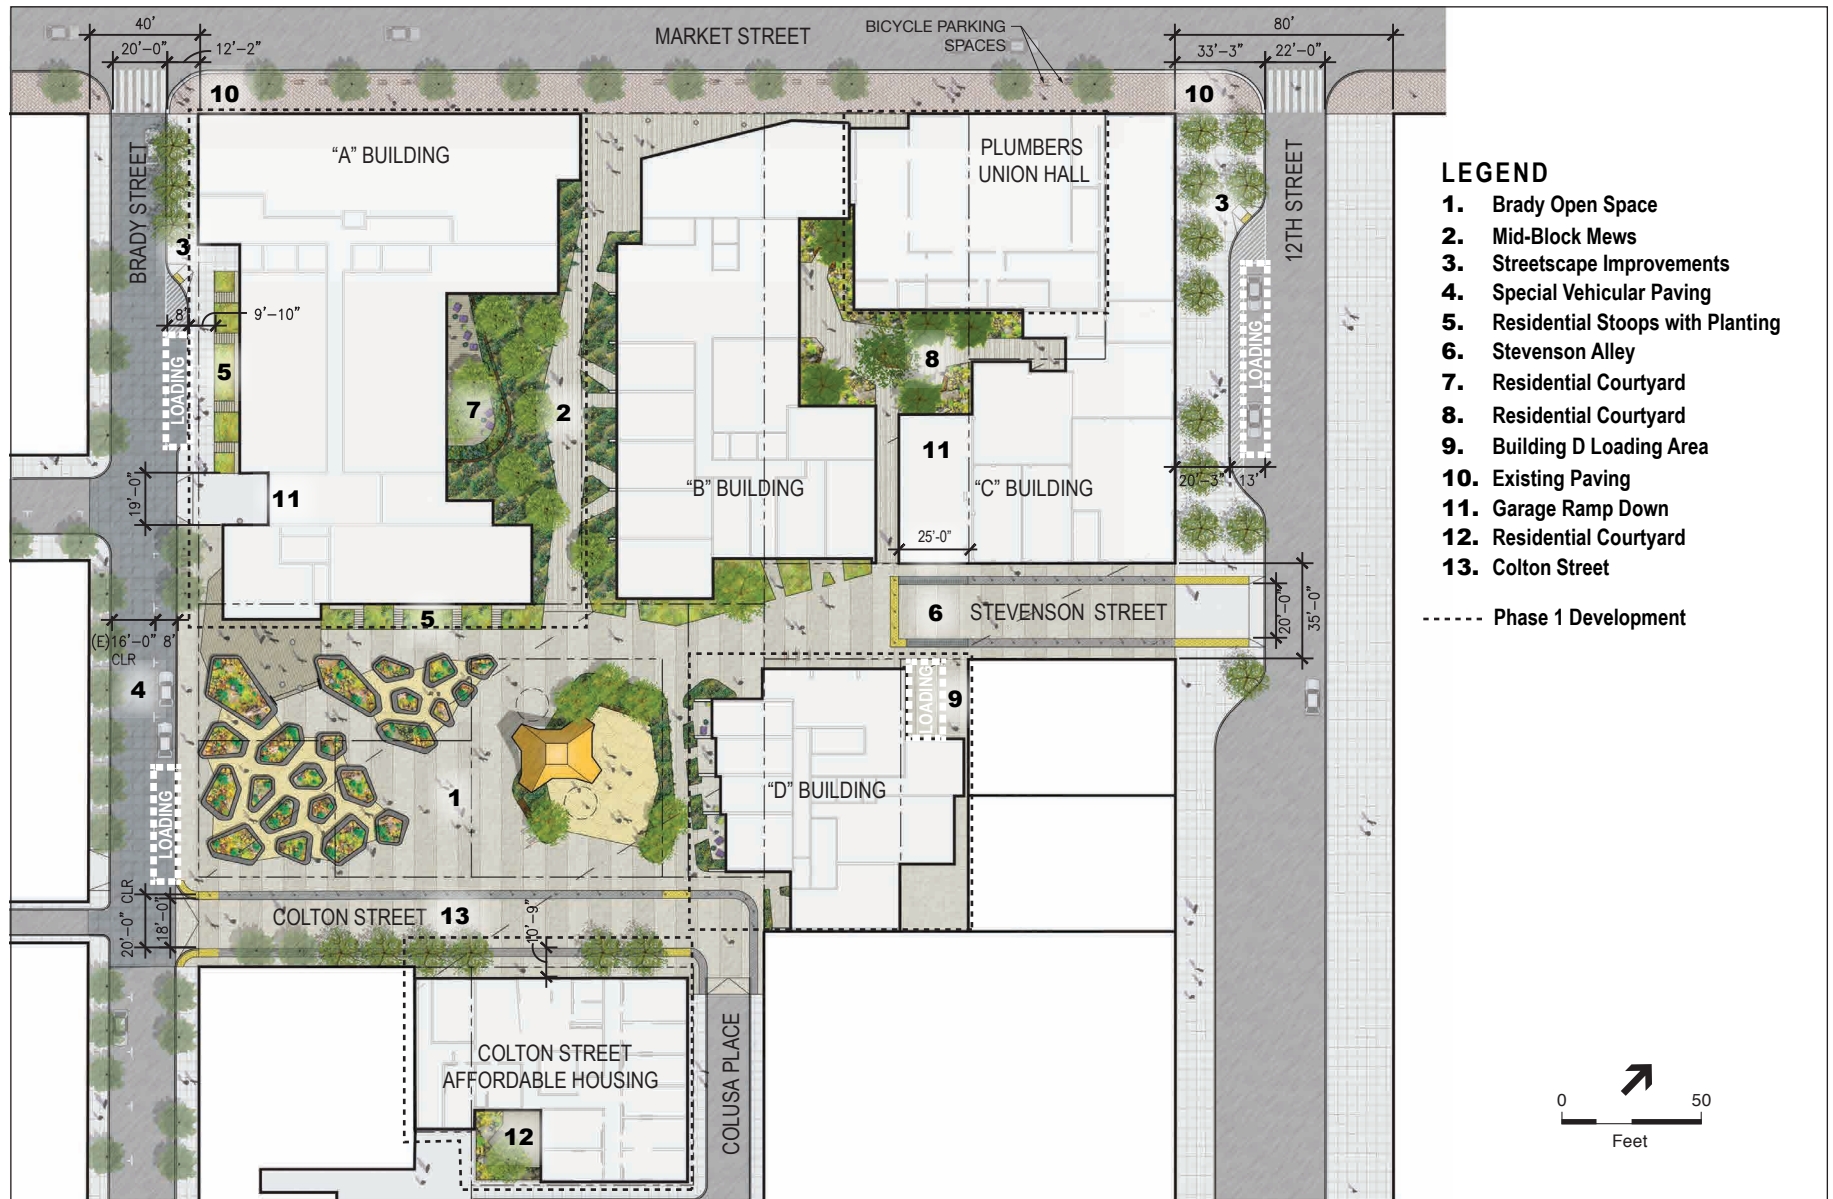 40'
20'-0"
12'-2"
MARKET STREET
BICYCLE PARKING
SPACES
80'
33'-3"
22'-0"
10
10
BRADY STREET
"A" BUILDING
PLUMBERS
UNION HALL
12TH STREET
3
3
8'
9'-10"
LOADING
5
7
2
8
LOADING
11
11
19'-0"
"B" BUILDING
"C" BUILDING
20'-3"
13'
25'-0"
5
6
STEVENSON STREET
20'-0"
35'-0"
(E)16'-0"
8'
CLR
4
LOADING
9
1
"D" BUILDING
LOADING
20'-0" CLR
18'-0"
COLTON STREET
13
10'-9"
COLTON STREET
AFFORDABLE HOUSING
12
COLUSA PLACE
LEGEND
1. Brady Open Space
2. Mid-Block Mews
3. Streetscape Improvements
4. Special Vehicular Paving
5. Residential Stoops with Planting
6. Stevenson Alley
7. Residential Courtyard
8. Residential Courtyard
9. Building D Loading Area
10. Existing Paving
11. Garage Ramp Down
12. Residential Courtyard
13. Colton Street
Phase 1 Development
0
50
Feet